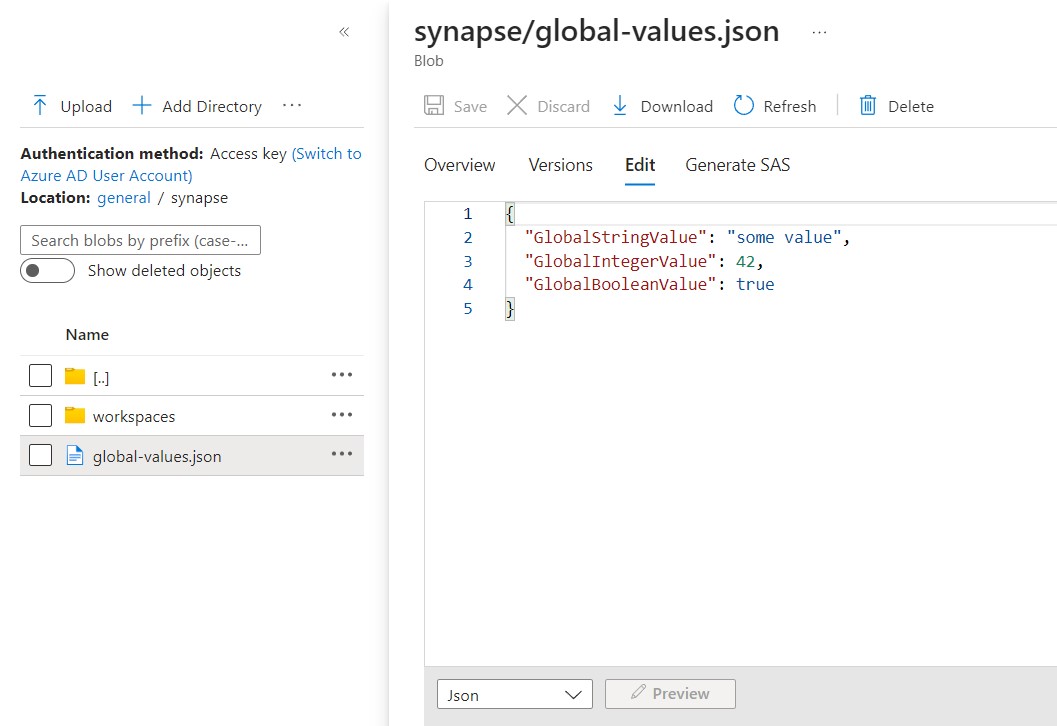 «
Upload
Add Directory
...
Authentication method: Access key (Switch to
Azure AD User Account)
Location: general / synapse
Search blobs by prefix (case-...
Show deleted objects
Name
[..]
...
workspaces
...
global-values.json
...
synapse/global-values.json
...
Blob
Save
Discard
Download
Refresh
Delete
Overview
Versions
Edit
Generate SAS
1 {
2 "GlobalStringValue": "some value",
3 "GlobalIntegerValue": 42,
4 "GlobalBooleanValue": true
5 }
Json
Preview